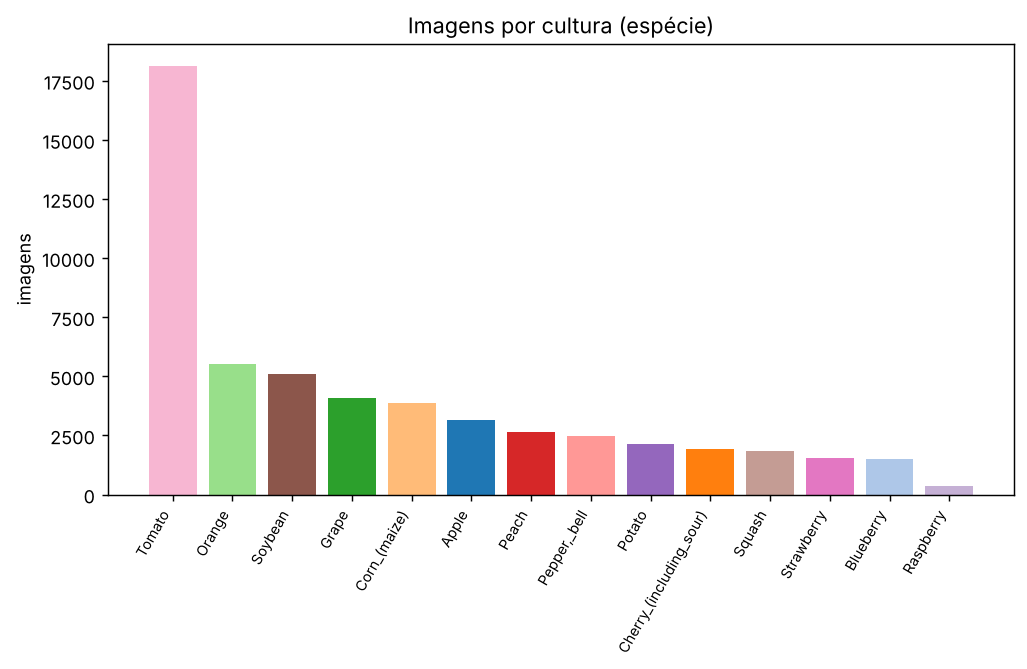 Imagens por cultura (espécie)
imagens
17500
15000
12500
10000
7500
5000
2500
0
Tomato
Orange
Soybean
Grape
Corn_(maize)
Apple
Peach
Pepper,_bell
Potato
Cherry_(including_sour)
Squash
Strawberry
Blueberry
Raspberry